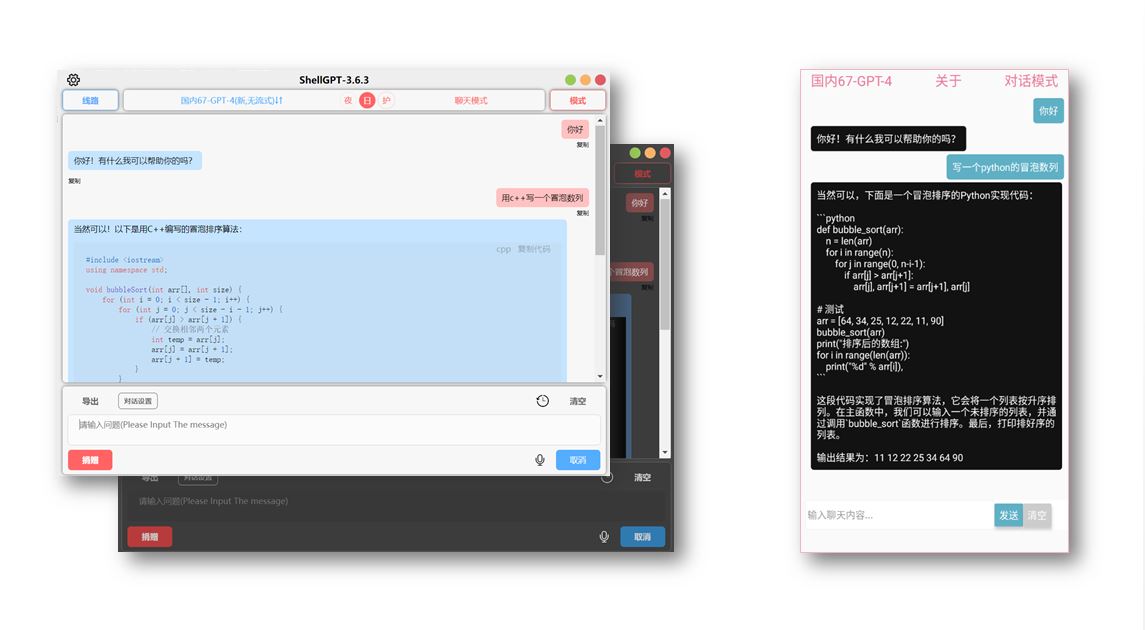 ShellGPT-3.6.3
线路
国内67-GPT-4(新,无流式)↓↑
夜 日 护
聊天模式
模式
你好
复制
你好！有什么我可以帮助你的吗？
复制
用c++写一个冒泡数列
复制
当然可以！以下是用C++编写的冒泡排序算法：
cpp 复制代码
#include <iostream>
using namespace std;
void bubbleSort(int arr[], int size) {
for (int i = 0; i < size - 1; i++) {
for (int j = 0; j < size - i - 1; j++) {
if (arr[j] > arr[j + 1]) {
// 交换相邻两个元素
int temp = arr[j];
arr[j] = arr[j + 1];
arr[j + 1] = temp;
}
}
导出
对话设置
清空
请输入问题(Please Input The message)
捐赠
取消
模式
你好
复制
冒泡数列
复制
导出
对话设置
清空
请输入问题(Please Input The message)
捐赠
取消
国内67-GPT-4 关于 对话模式
你好
你好！有什么我可以帮助你的吗？
写一个python的冒泡数列
当然可以，下面是一个冒泡排序的Python实现代码：
```python
def bubble_sort(arr):
n = len(arr)
for i in range(n):
for j in range(0, n-i-1):
if arr[j] > arr[j+1]:
arr[j], arr[j+1] = arr[j+1], arr[j]
# 测试
arr = [64, 34, 25, 12, 22, 11, 90]
bubble_sort(arr)
print("排序后的数组:")
for i in range(len(arr)):
print("%d" % arr[i]),
```
这段代码实现了冒泡排序算法，它会将一个列表按升序排
列。在主函数中，我们可以输入一个未排序的列表，并通
过调用`bubble_sort`函数进行排序。最后，打印排好序的
列表。
输出结果为：11 12 22 25 34 64 90
输入聊天内容...
发送 清空